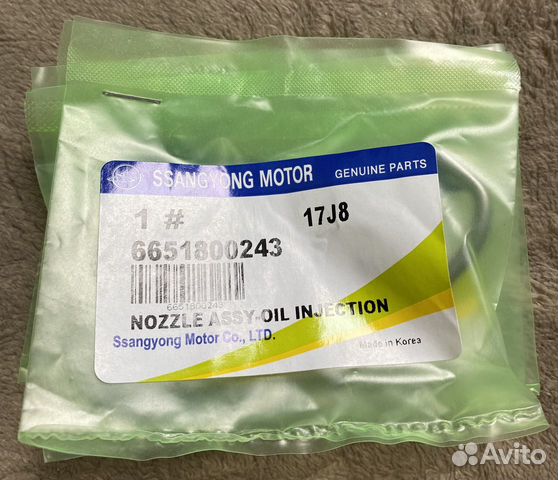 SSANGYONG MOTOR GENUINE PARTS
1 # 17J8
6651800243
6651800243
NOZZLE ASSY-OIL INJECTION
Ssangyong Motor Co., LTD.
Made in Korea
Avito